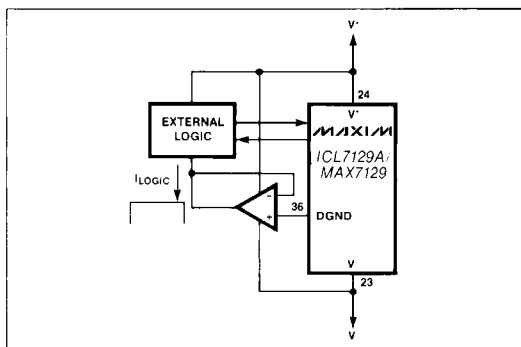 V+
24
V+
EXTERNAL
LOGIC
MAXIM
ICL7129A/
MAX7129
ILOGIC
-
+
36
DGND
V
23
V